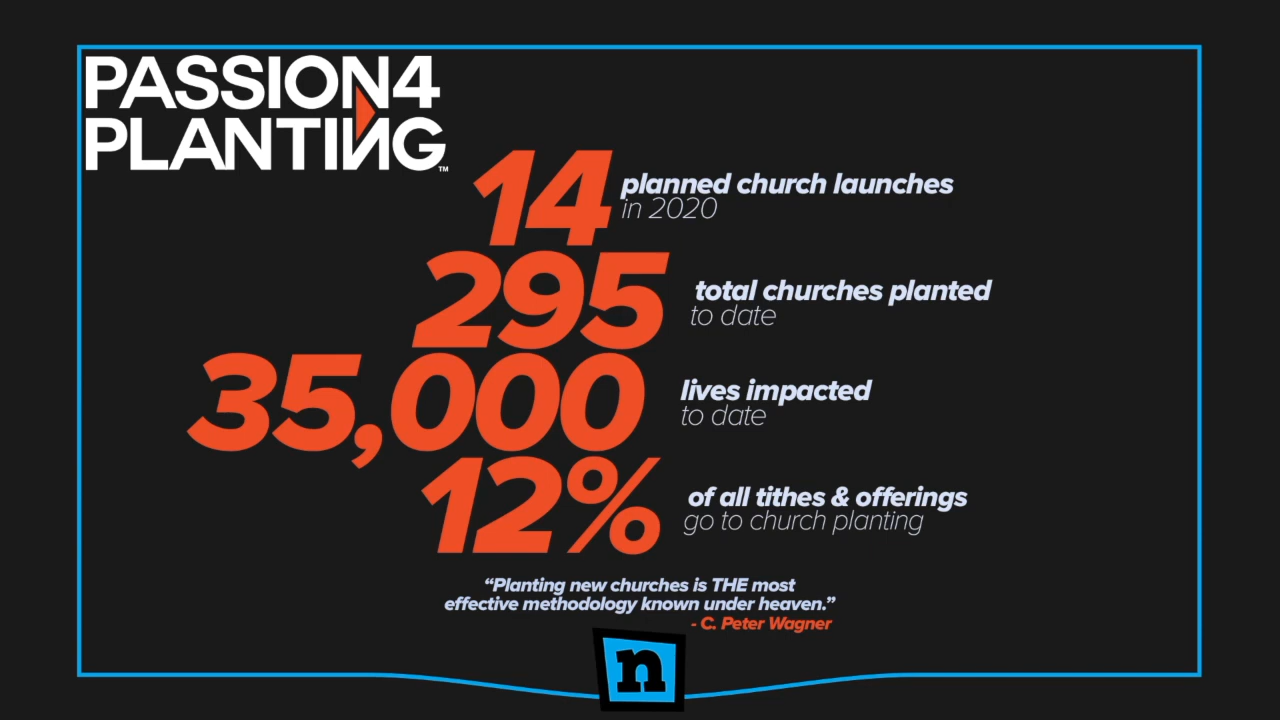 PASSION4
PLANTING™
14 planned church launches
in 2020
295 total churches planted
to date
35,000 lives impacted
to date
12% of all tithes & offerings
go to church planting
“Planting new churches is THE most
effective methodology known under heaven.”
- C. Peter Wagner
n